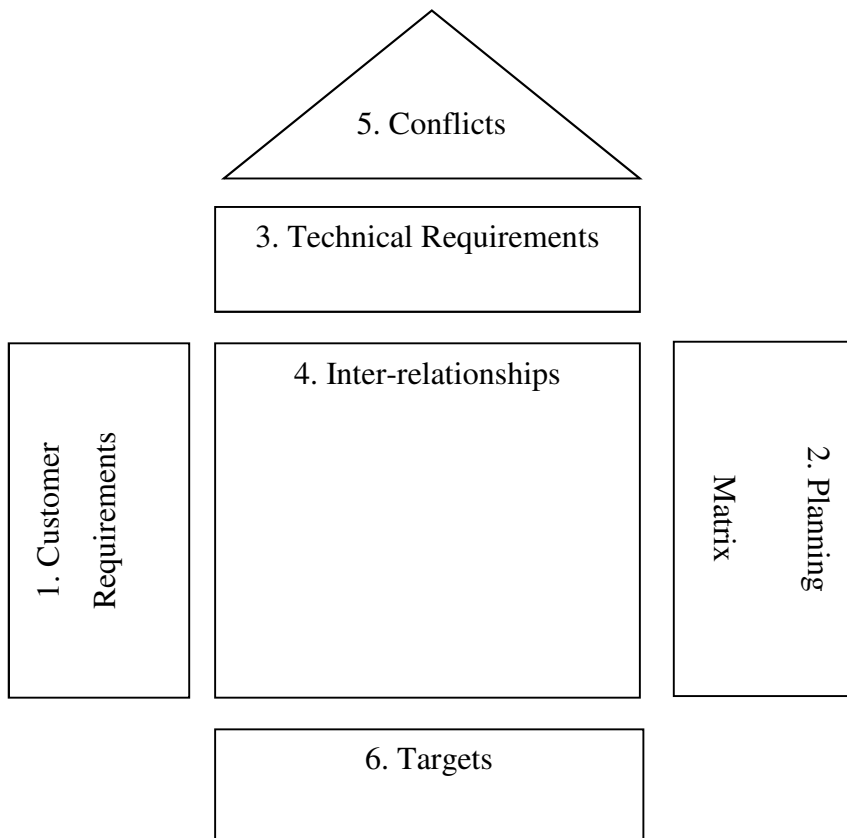 5. Conflicts
3. Technical Requirements
4. Inter-relationships
1. Customer
Requirements
2. Planning
Matrix
6. Targets